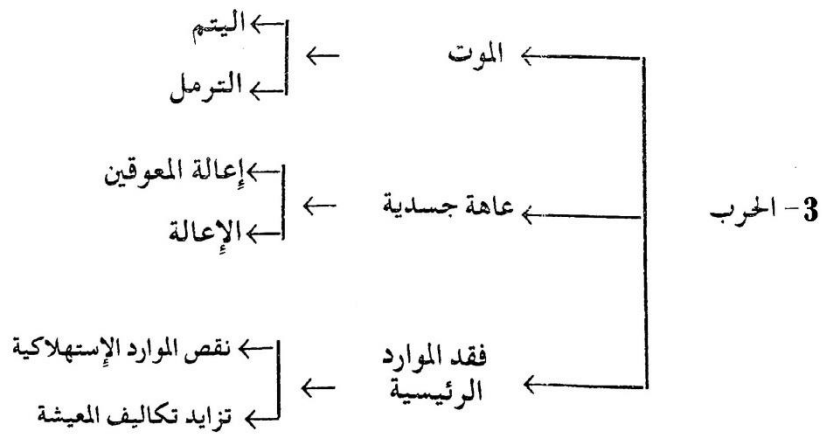 3- الحرب
الموت
اليتم
الترمل
عاهة جسدية
إعالة المعوقين
الإعالة
فقد الموارد
الرئيسية
نقص الموارد الإستهلاكية
تزايد تكاليف المعيشة